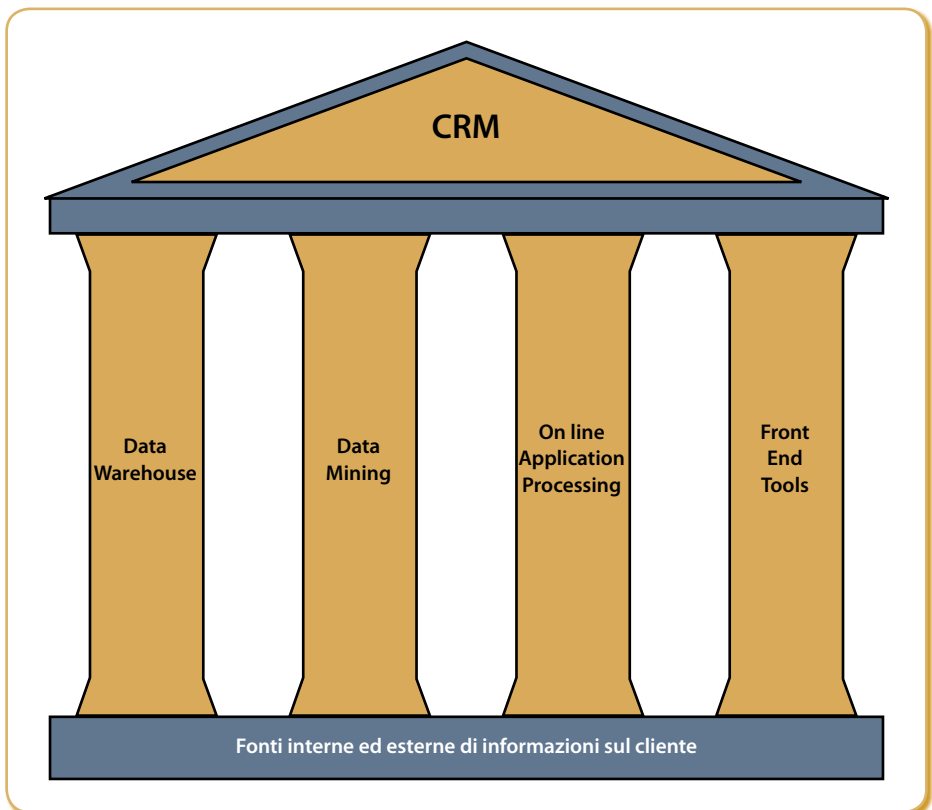 CRM
Data
Warehouse
Data
Mining
On line
Application
Processing
Front
End
Tools
Fonti interne ed esterne di informazioni sul cliente